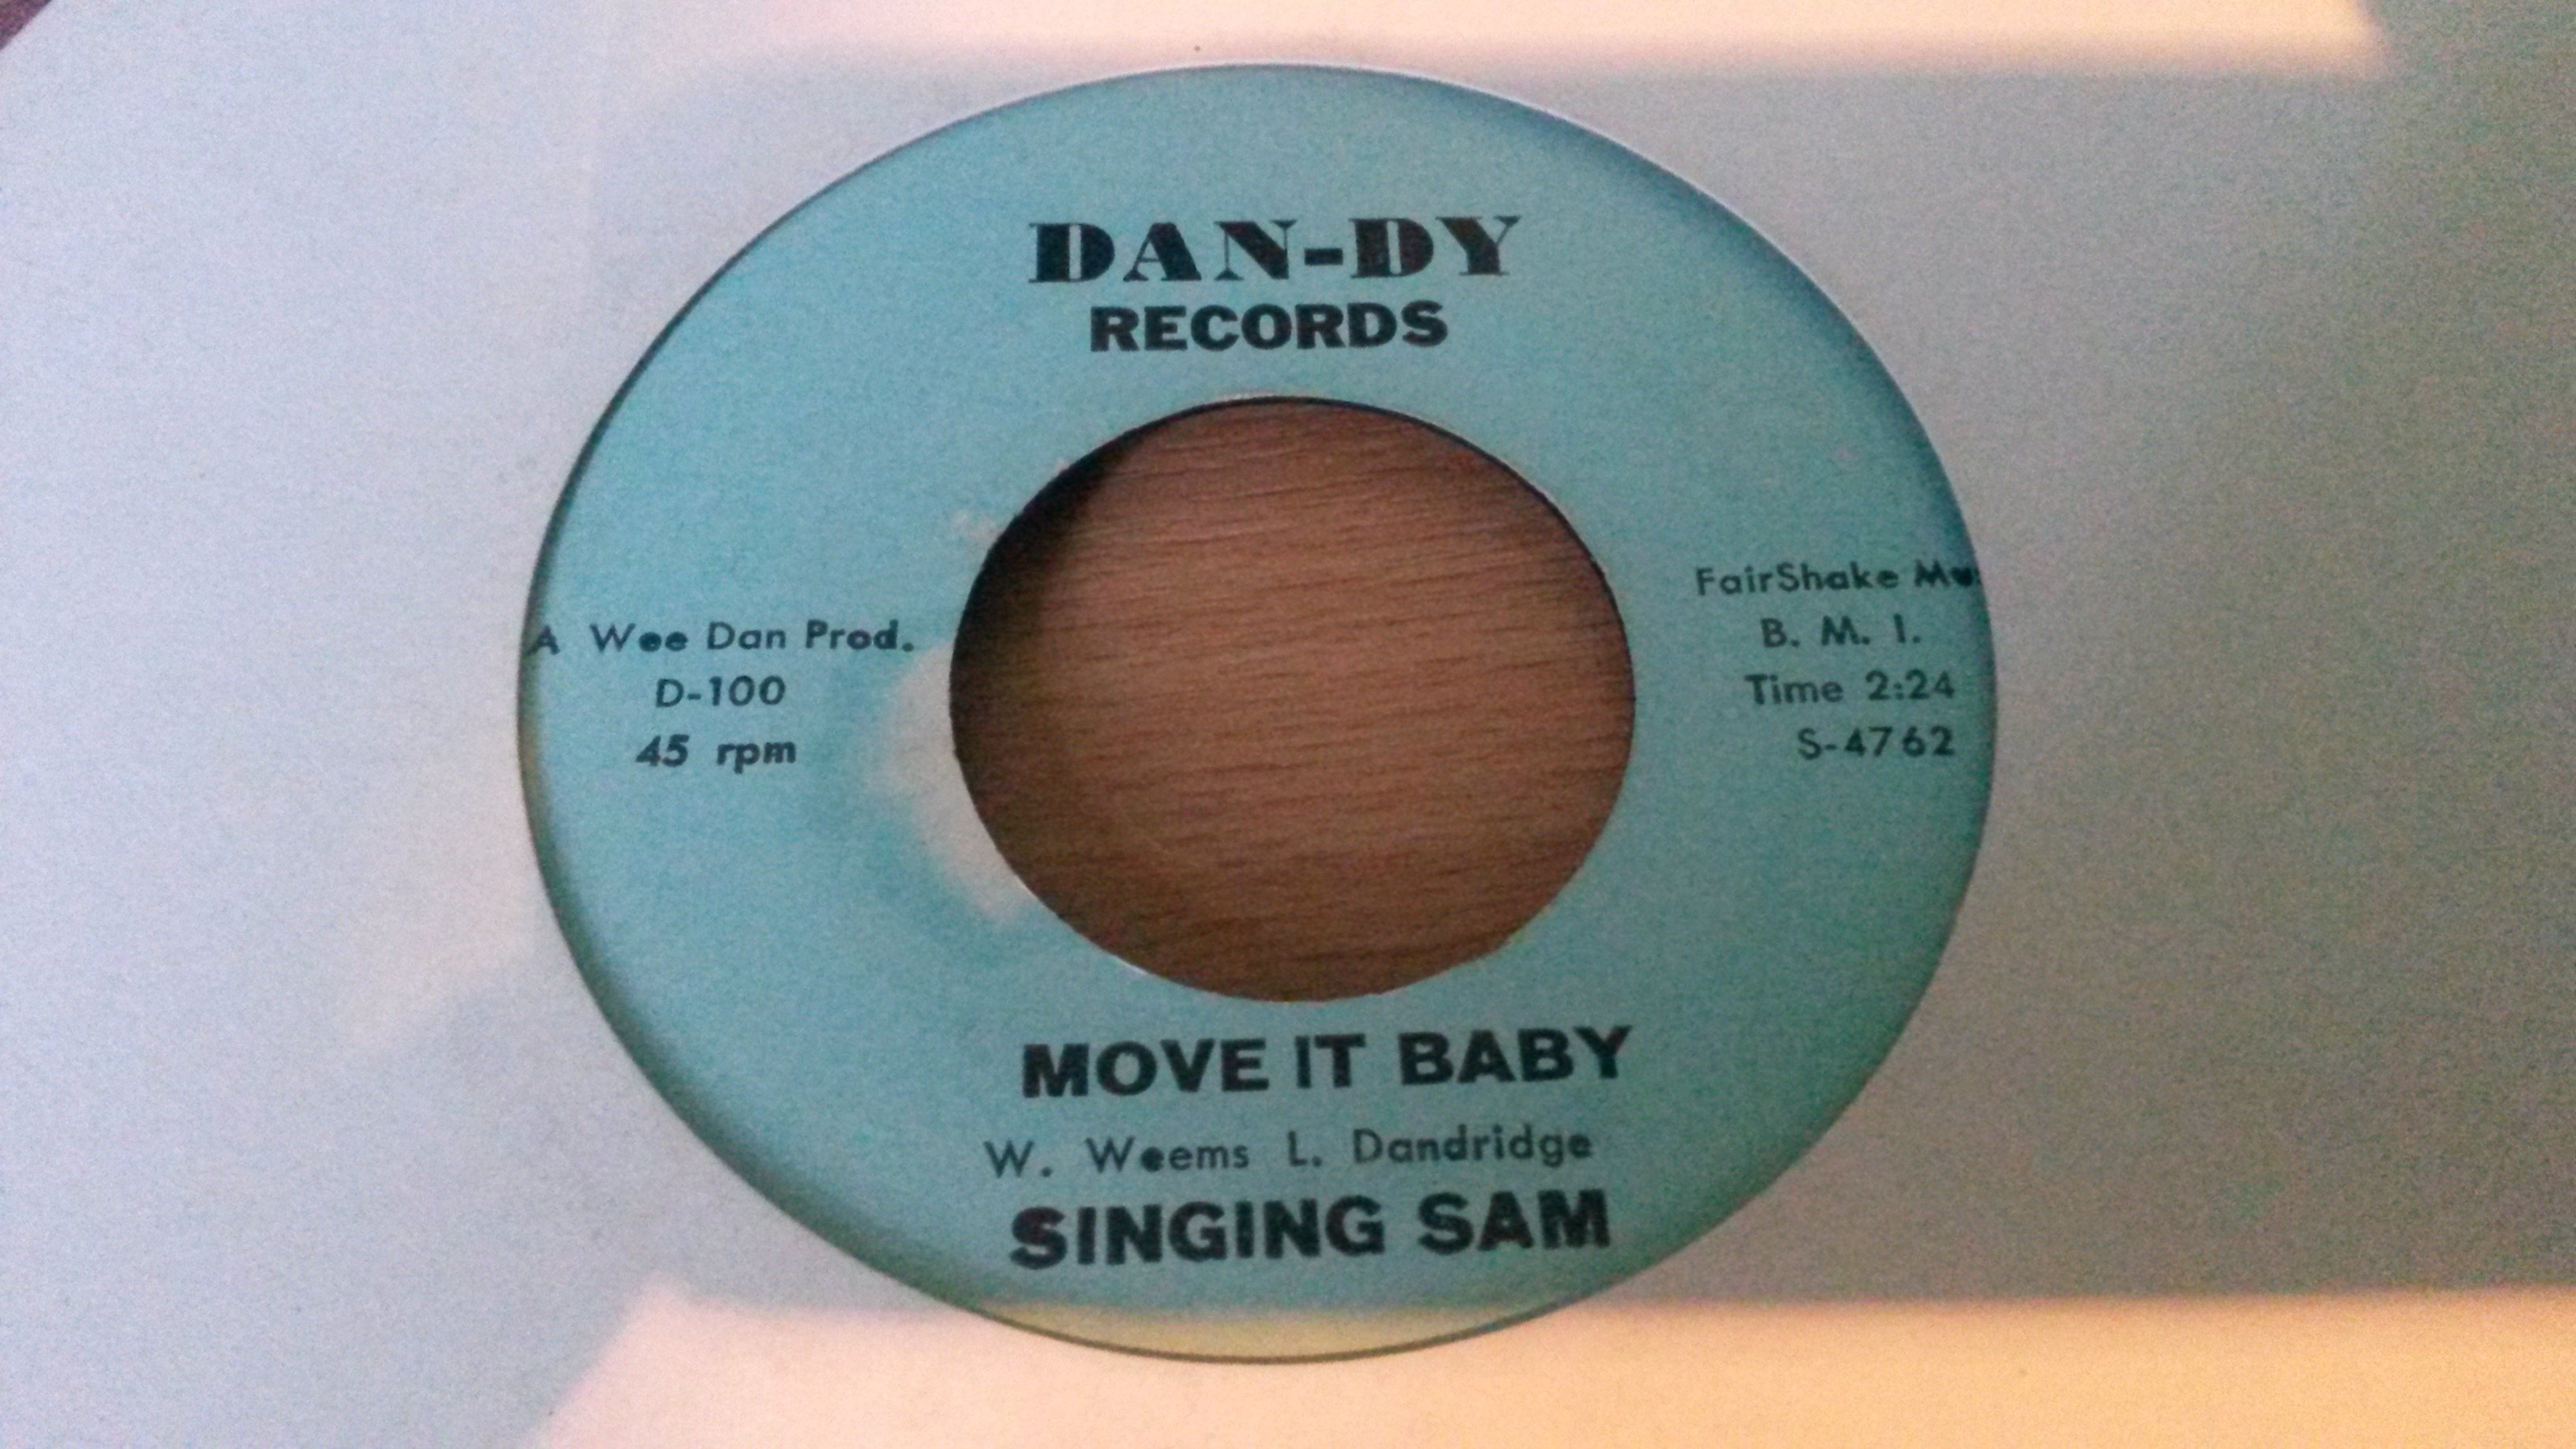 DAN-DY
RECORDS
A Wee Dan Prod.
D-100
45 rpm
FairShake
B. M. I.
Time 2:24
S-4762
MOVE IT BABY
W. Weems L. Dandridge
SINGING SAM